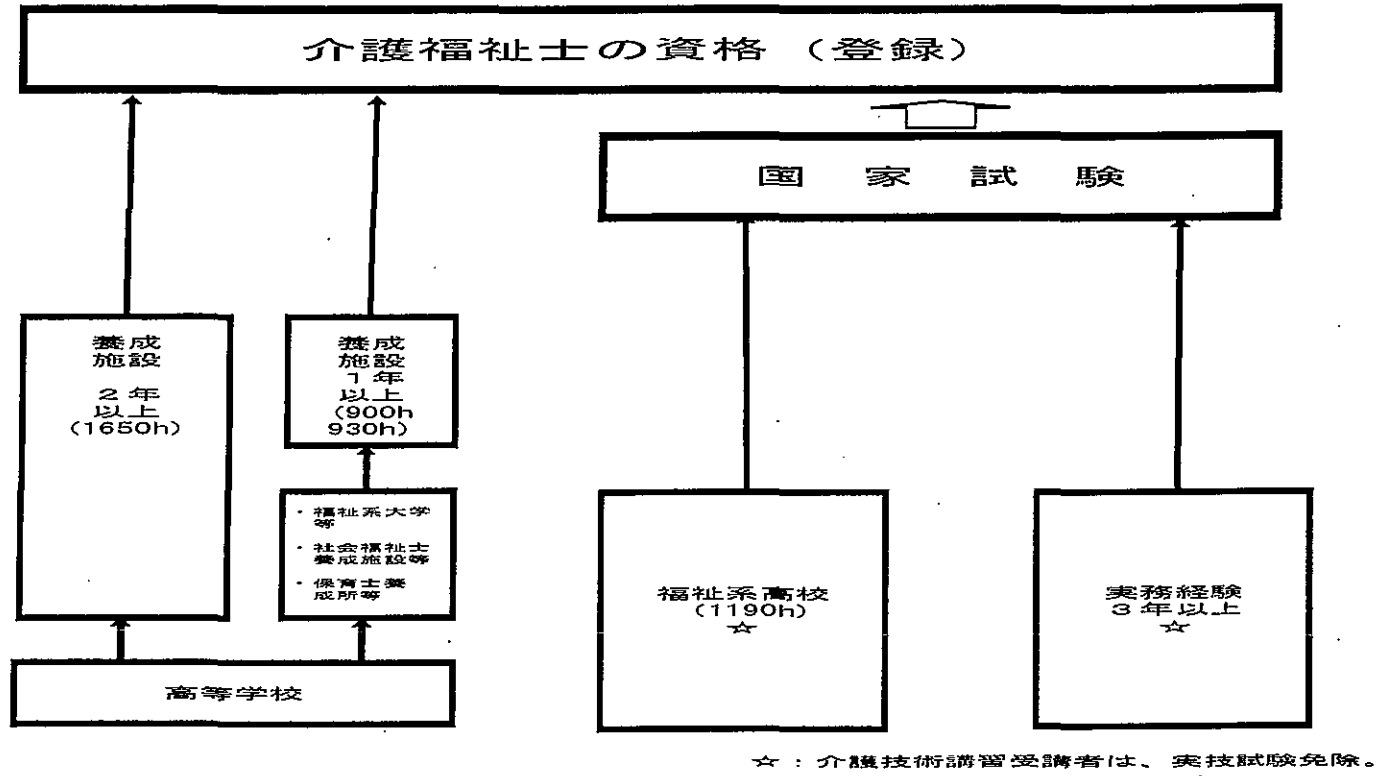 介護福祉士の資格（登録）
国家試験
養成
施設
２年
以上
(1650h)
養成
施設
１年
以上
(900h
930h)
・福祉系大学
等
・社会福祉士
養成施設等
・保育士養
成所等
高等学校
福祉系高校
(1190h)
☆
実務経験
３年以上
☆
☆：介護技術講習受講者は、実技試験免除。